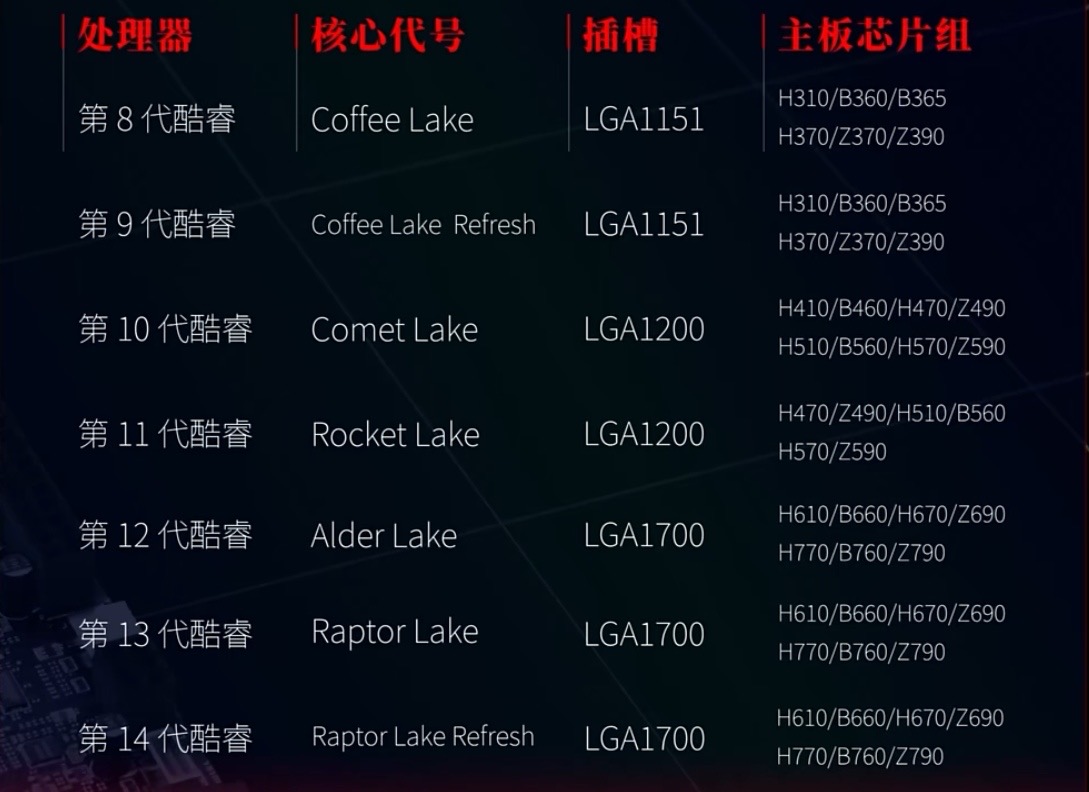 处理器 核心代号 插槽 主板芯片组
第 8 代酷睿 Coffee Lake LGA1151 H310/B360/B365
H370/Z370/Z390
第 9 代酷睿 Coffee Lake Refresh LGA1151 H310/B360/B365
H370/Z370/Z390
第 10 代酷睿 Comet Lake LGA1200 H410/B460/H470/Z490
H510/B560/H570/Z590
第 11 代酷睿 Rocket Lake LGA1200 H470/Z490/H510/B560
H570/Z590
第 12 代酷睿 Alder Lake LGA1700 H610/B660/H670/Z690
H770/B760/Z790
第 13 代酷睿 Raptor Lake LGA1700 H610/B660/H670/Z690
H770/B760/Z790
第 14 代酷睿 Raptor Lake Refresh LGA1700 H610/B660/H670/Z690
H770/B760/Z790